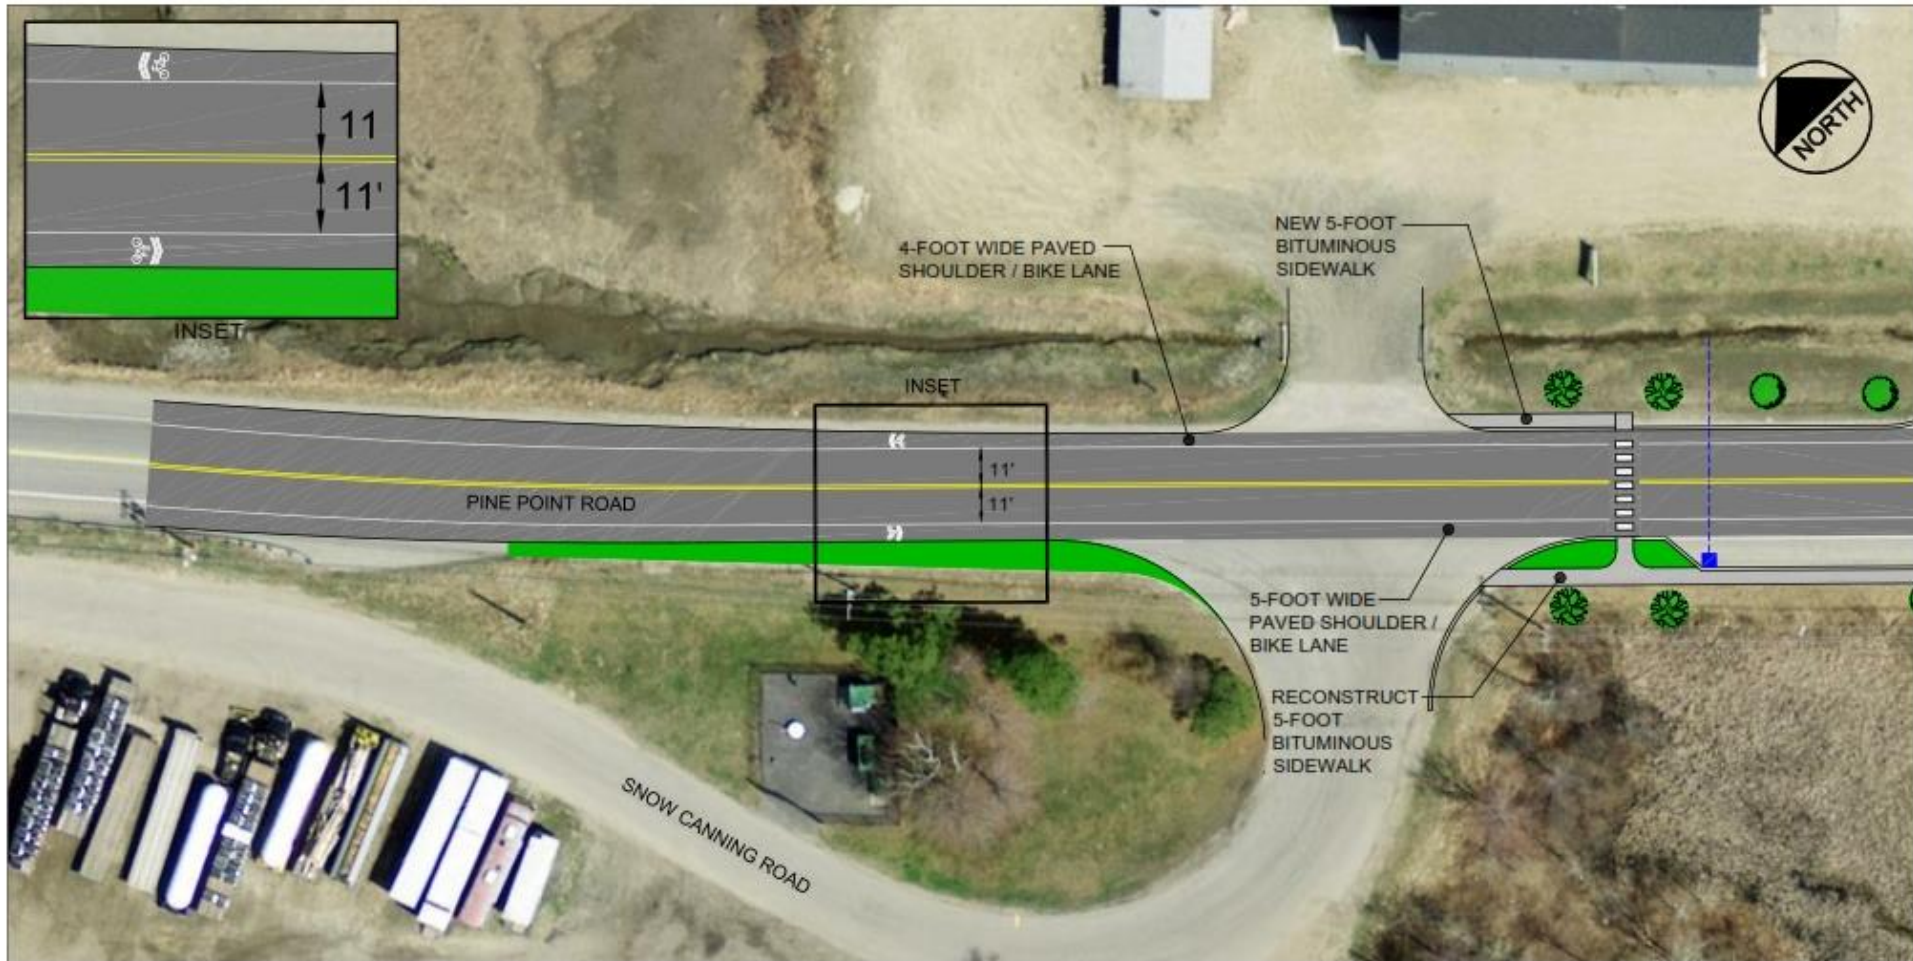 11
11'
INSET
NORTH
4-FOOT WIDE PAVED
SHOULDER / BIKE LANE
NEW 5-FOOT
BITUMINOUS
SIDEWALK
INSET
11'
11'
PINE POINT ROAD
5-FOOT WIDE
PAVED SHOULDER /
BIKE LANE
RECONSTRUCT
5-FOOT
BITUMINOUS
SIDEWALK
SNOW CANNING ROAD